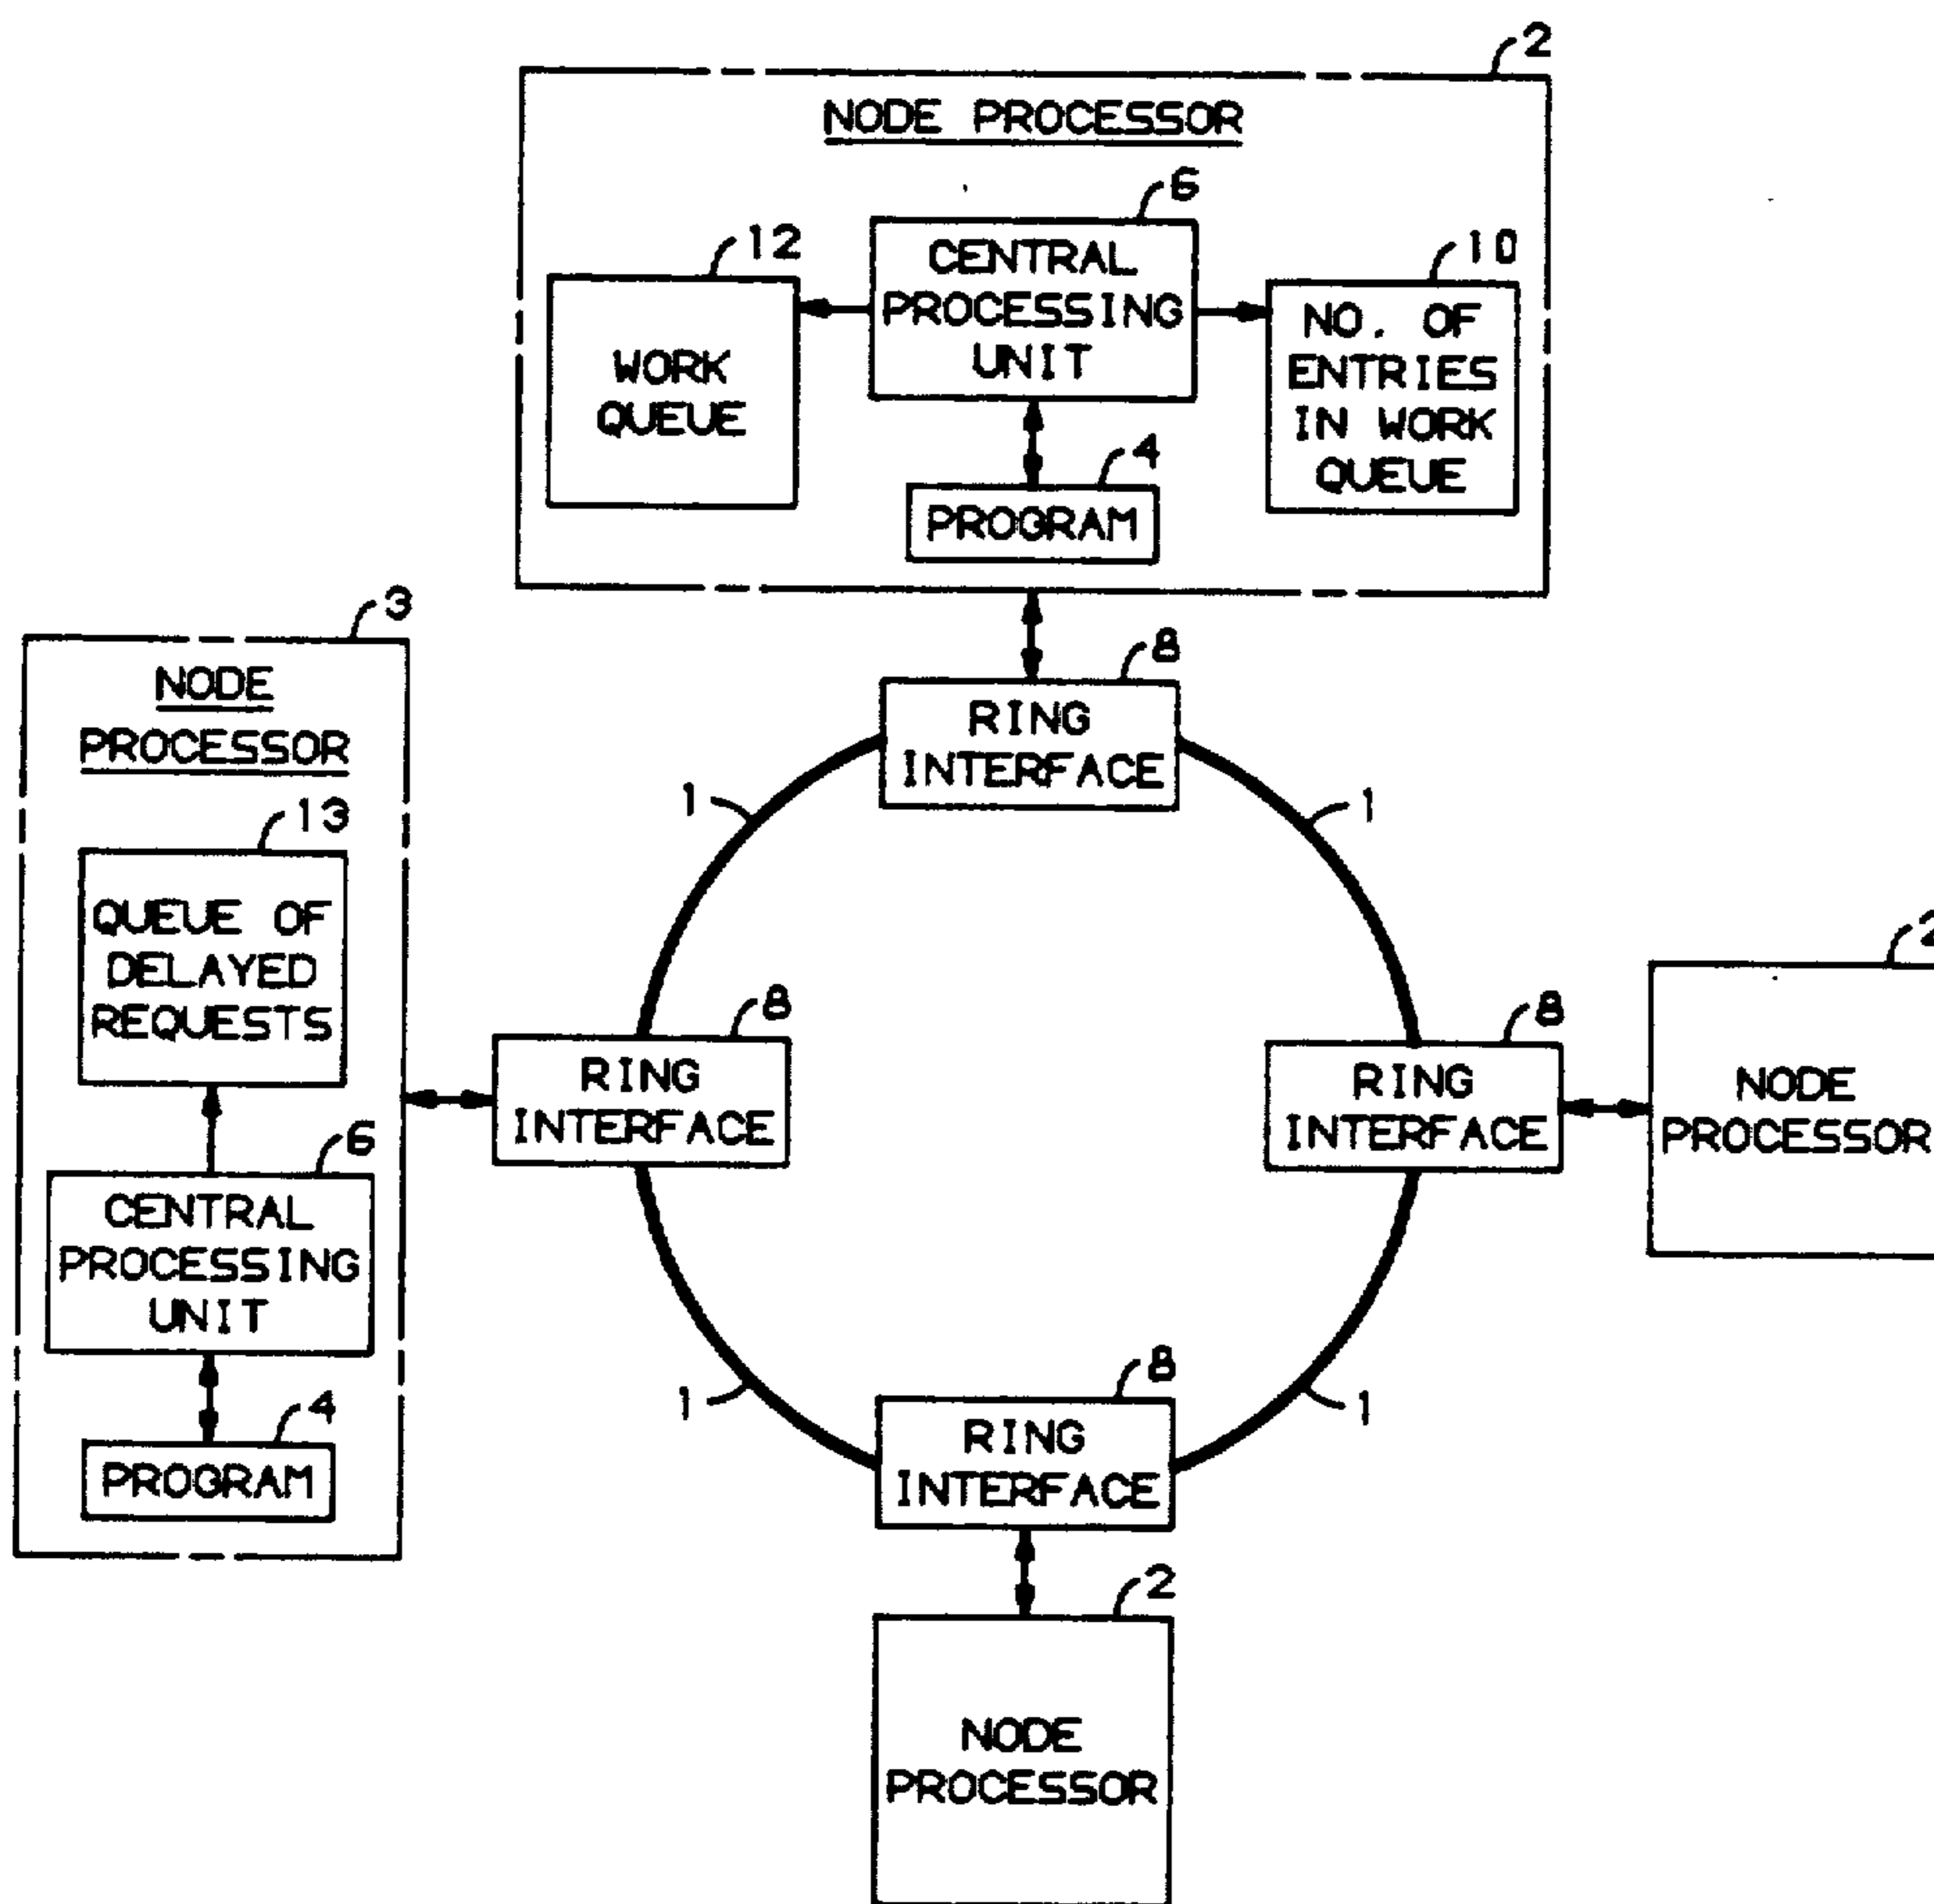 2
NODE PROCESSOR
6
12
CENTRAL
PROCESSING
UNIT
10
WORK
QUEUE
NO. OF
ENTRIES
IN WORK
QUEUE
4
PROGRAM
3
NODE
PROCESSOR
8
RING
INTERFACE
1
1
13
QUEUE OF
DELAYED
REQUESTS
8
RING
INTERFACE
8
RING
INTERFACE
2
NODE
PROCESSOR
6
CENTRAL
PROCESSING
UNIT
4
PROGRAM
1
1
8
RING
INTERFACE
2
NODE
PROCESSOR